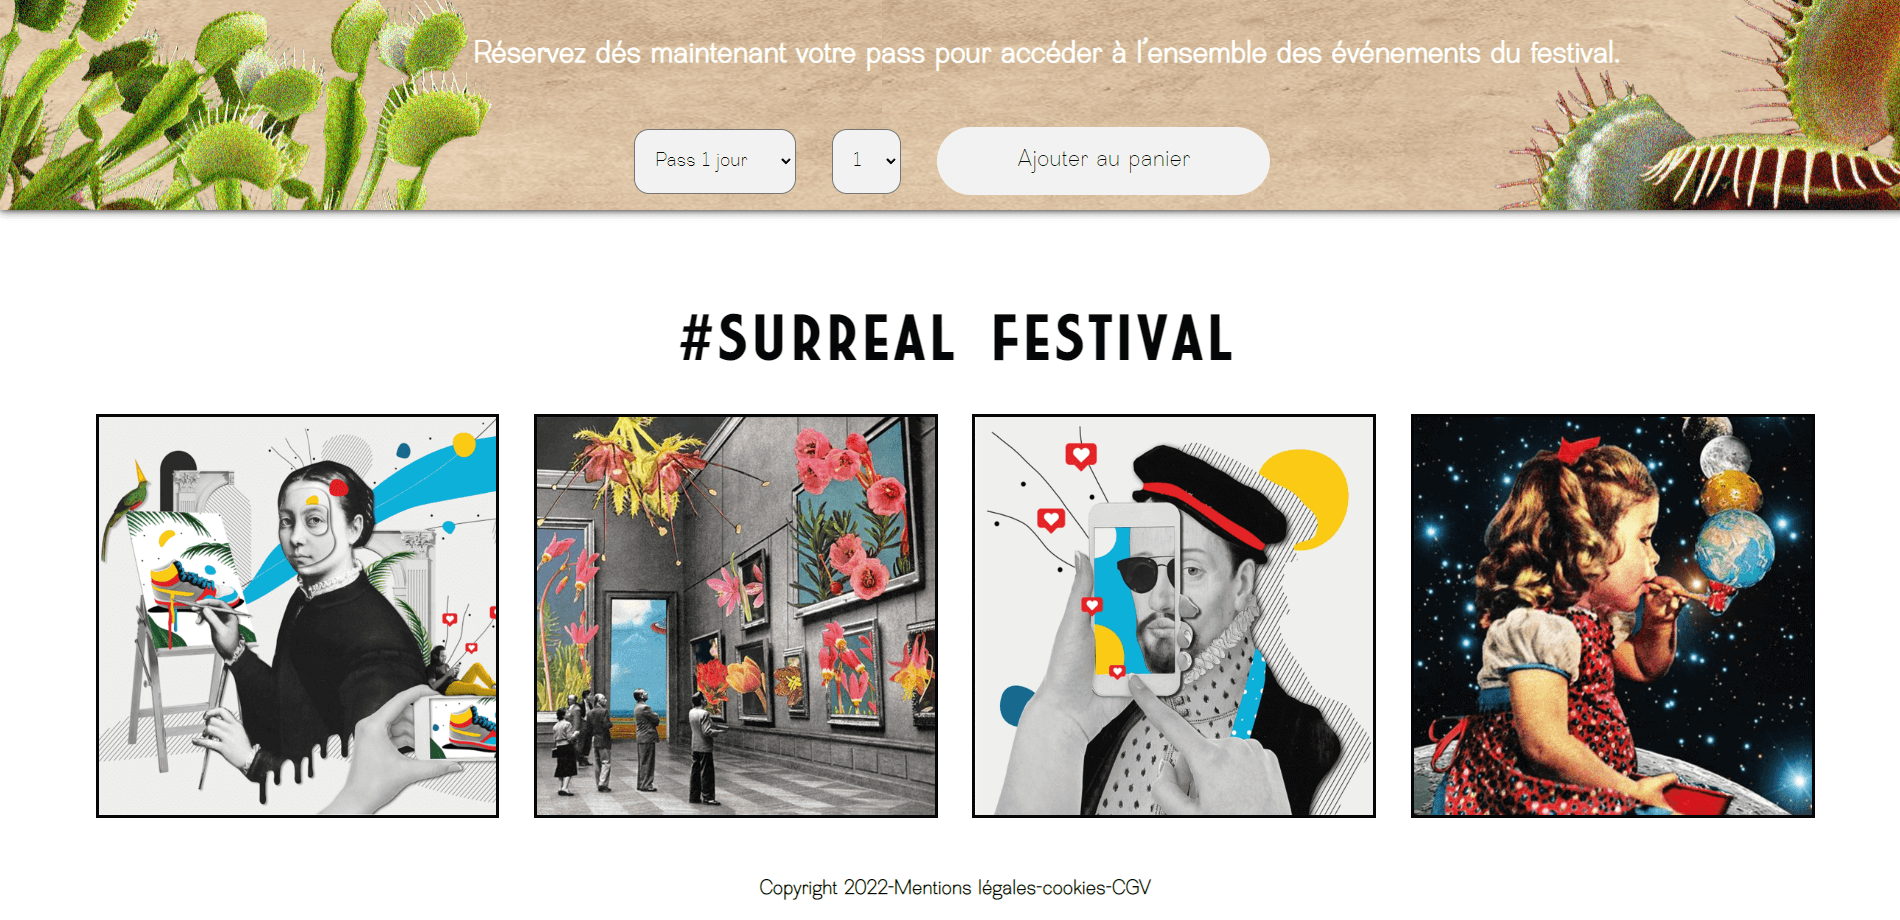 Réservez dés maintenant votre pass pour accéder à l'ensemble des événements du festival.
Pass 1 jour
1
Ajouter au panier
#SURREAL FESTIVAL
Copyright 2022-Mentions légales-cookies-CGV